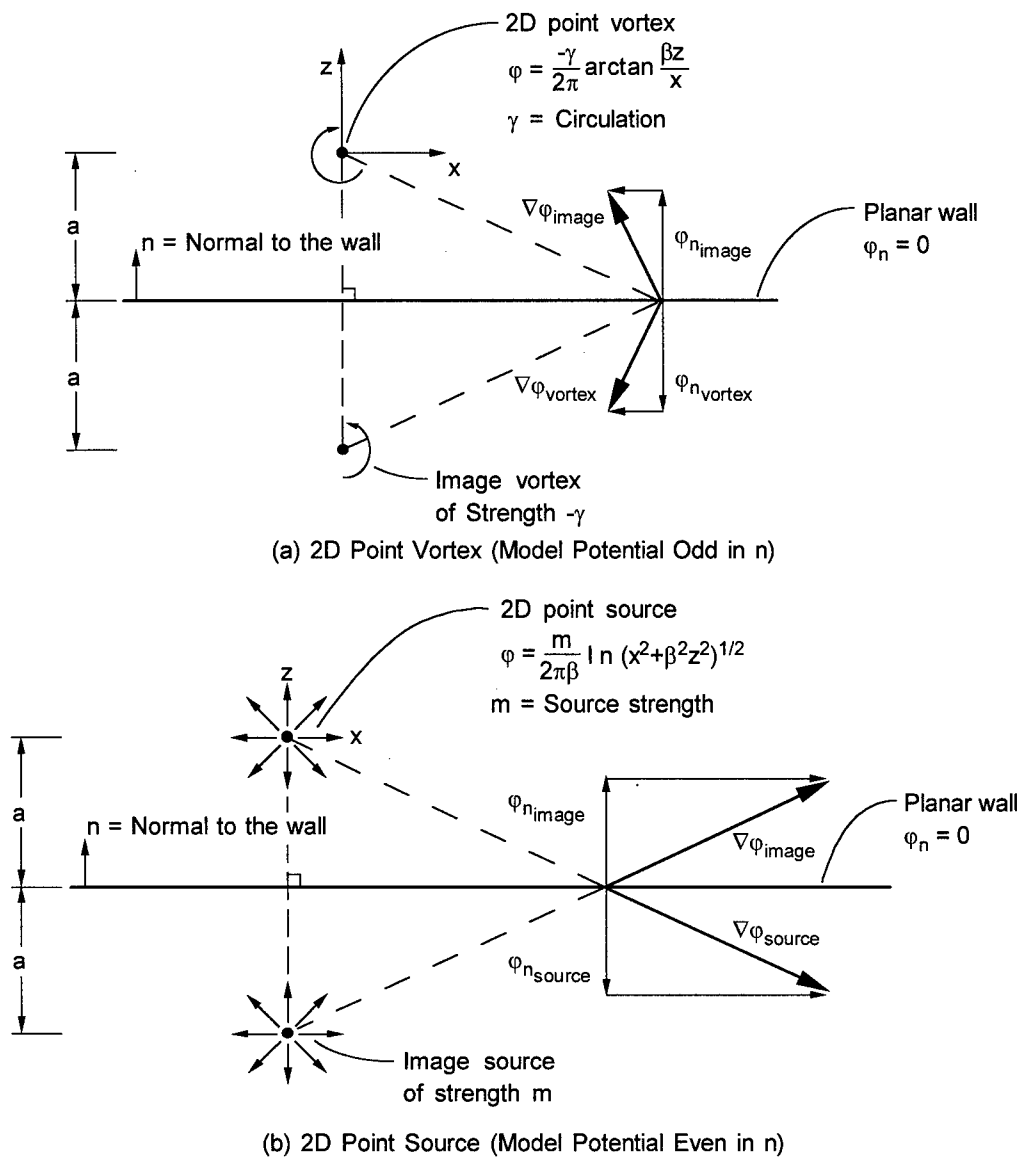 2D point vortex
φ = -γ/2π arctan βz/x
γ = Circulation
z
x
a
n = Normal to the wall
∇φimage
φnimage
Planar wall
φn = 0
a
∇φvortex
φnvortex
Image vortex
of Strength -γ
(a) 2D Point Vortex (Model Potential Odd in n)
2D point source
φ = m/2πβ l n (x²+β²z²)1/2
m = Source strength
z
x
a
n = Normal to the wall
φnimage
∇φimage
Planar wall
φn = 0
a
φnsource
∇φsource
Image source
of strength m
(b) 2D Point Source (Model Potential Even in n)